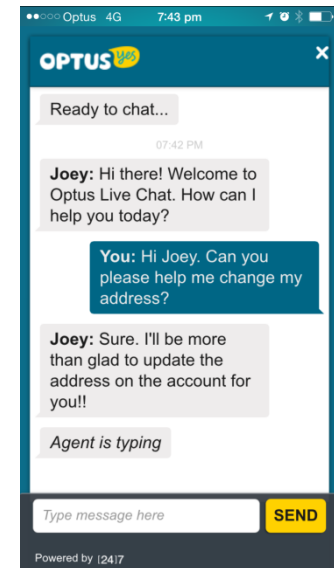 Optus 4G 7:43 pm
OPTUS yes
×
Ready to chat...
07:42 PM
Joey: Hi there! Welcome to
Optus Live Chat. How can I
help you today?
You: Hi Joey. Can you
please help me change my
address?
Joey: Sure. I'll be more
than glad to update the
address on the account for
you!!
Agent is typing
Type message here
SEND
Powered by [24]7